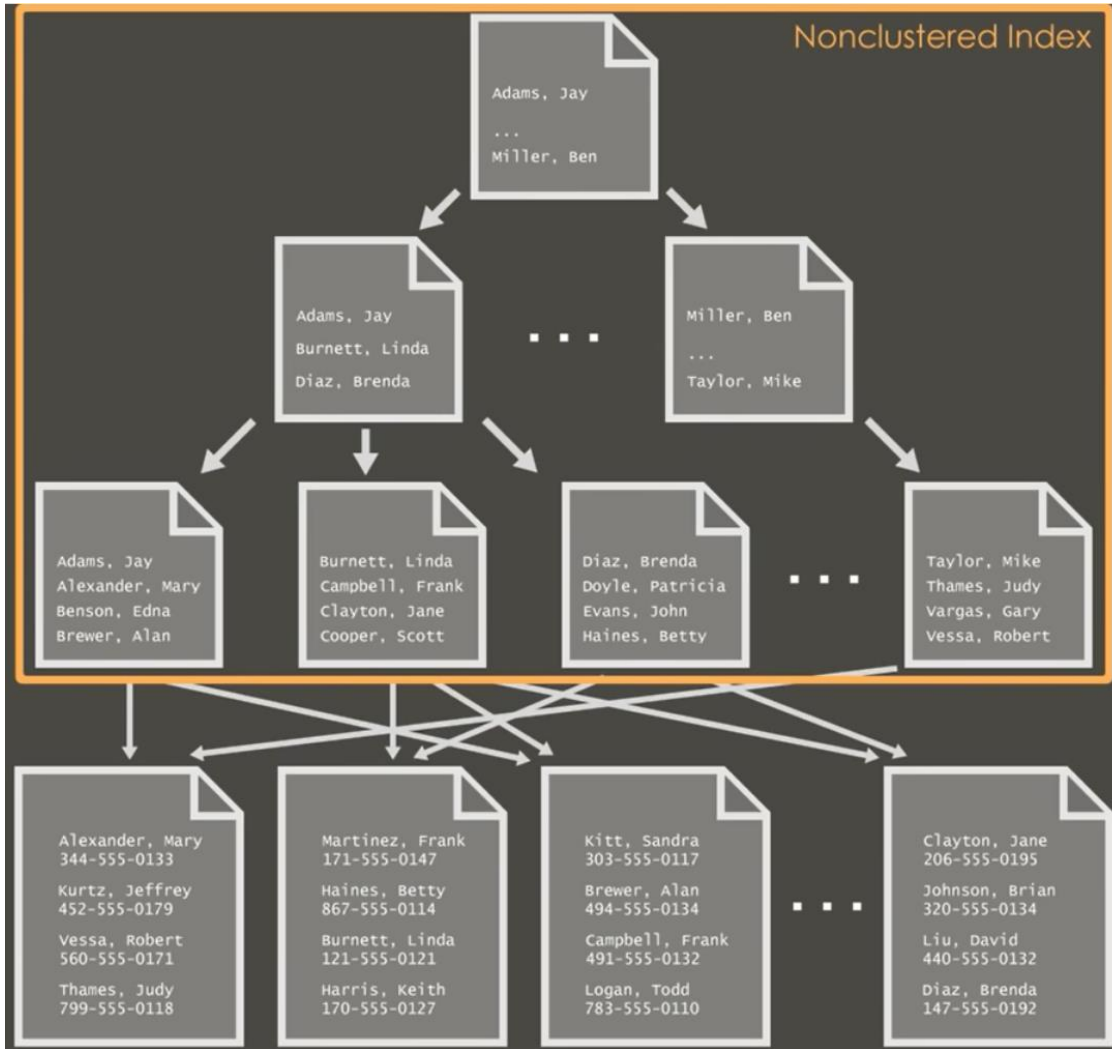 Nonclustered Index
Adams, Jay
...
Miller, Ben
Adams, Jay
Burnett, Linda
Diaz, Brenda
...
Miller, Ben
...
Taylor, Mike
Adams, Jay
Alexander, Mary
Benson, Edna
Brewer, Alan
Burnett, Linda
Campbell, Frank
Clayton, Jane
Cooper, Scott
Diaz, Brenda
Doyle, Patricia
Evans, John
Haines, Betty
...
Taylor, Mike
Thames, Judy
Vargas, Gary
Vessa, Robert
Alexander, Mary
344-555-0133
Kurtz, Jeffrey
452-555-0179
Vessa, Robert
560-555-0171
Thames, Judy
799-555-0118
Martinez, Frank
171-555-0147
Haines, Betty
867-555-0114
Burnett, Linda
121-555-0121
Harris, Keith
170-555-0127
Kitt, Sandra
303-555-0117
Brewer, Alan
494-555-0134
Campbell, Frank
491-555-0132
Logan, Todd
783-555-0110
...
Clayton, Jane
206-555-0195
Johnson, Brian
320-555-0134
Liu, David
440-555-0132
Diaz, Brenda
147-555-0192